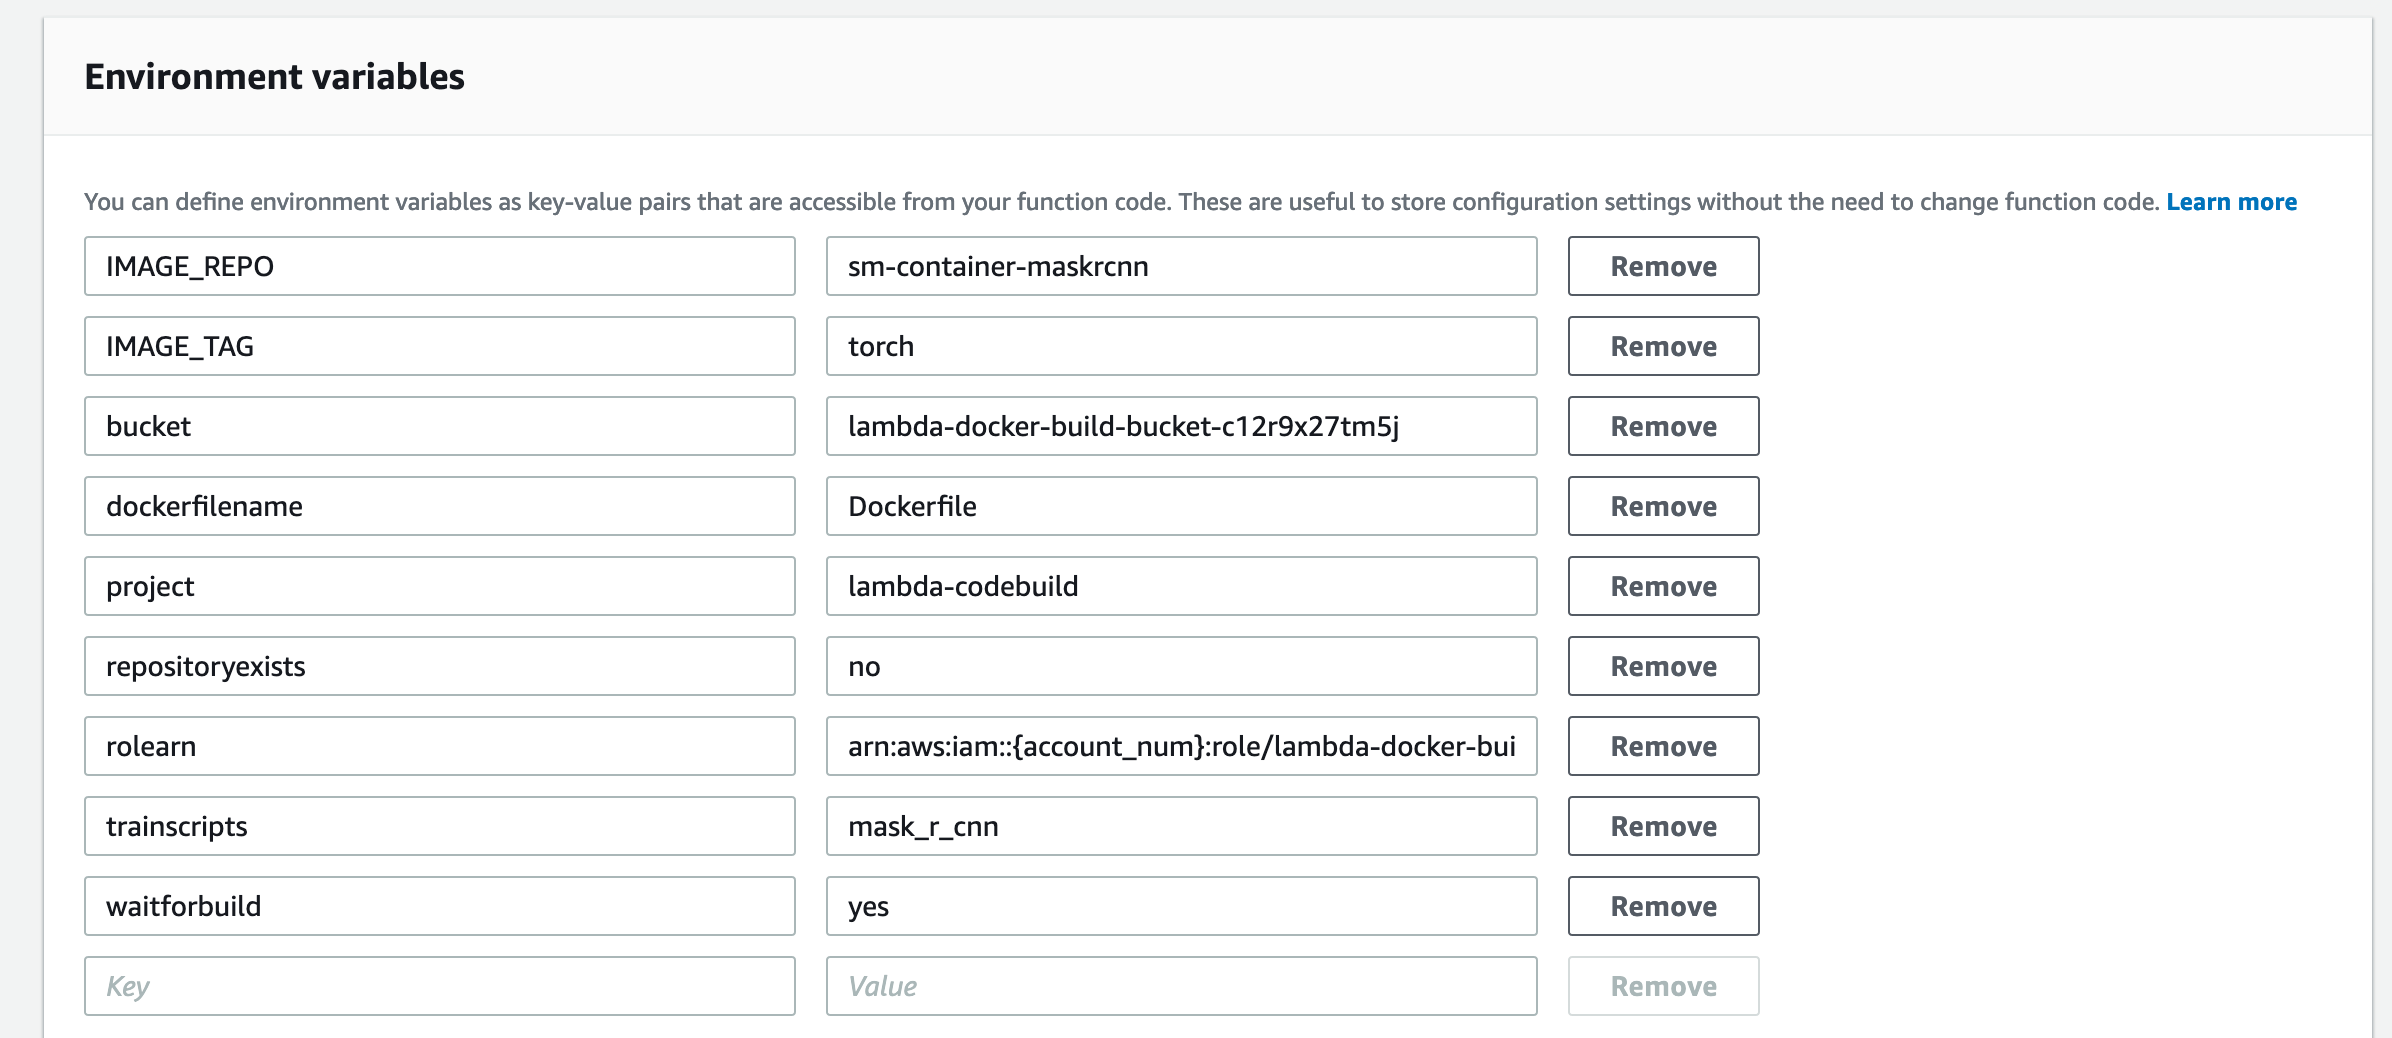 Environment variables
You can define environment variables as key-value pairs that are accessible from your function code. These are useful to store configuration settings without the need to change function code. Learn more
IMAGE_REPO sm-container-maskrcnn Remove
IMAGE_TAG torch Remove
bucket lambda-docker-build-bucket-c12r9x27tm5j Remove
dockerfilename Dockerfile Remove
project lambda-codebuild Remove
repositoryexists no Remove
rolearn arn:aws:iam::{account_num}:role/lambda-docker-bui Remove
trainscripts mask_r_cnn Remove
waitforbuild yes Remove
Key Value Remove